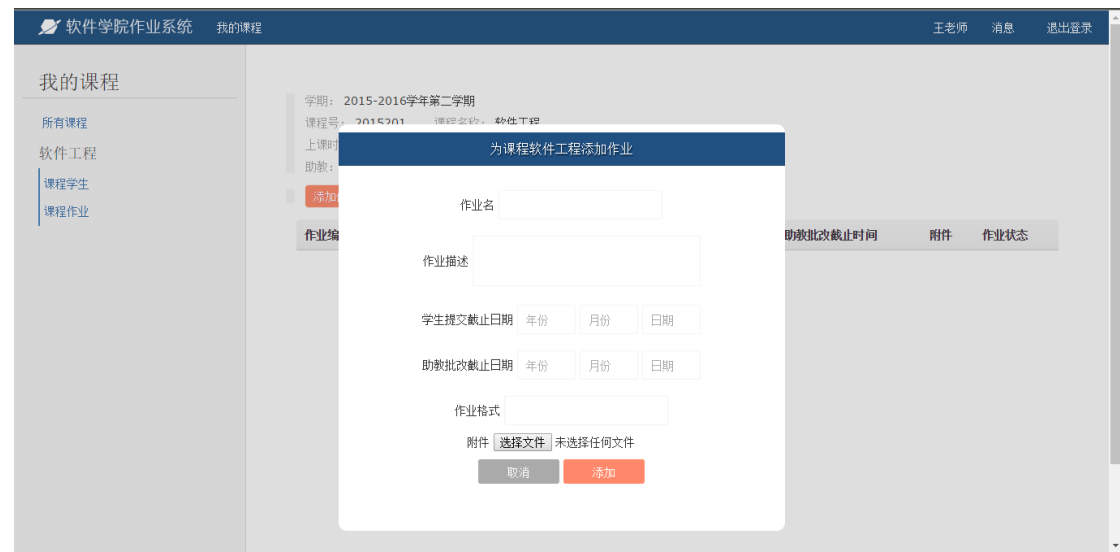 软件学院作业系统 我的课程 王老师 消息 退出登录
我的课程
所有课程
软件工程
课程学生
课程作业
学期： 2015-2016学年第二学期
课程号： 2015201 课程名称： 软件工程
上课时
助教：
添加
作业编 助教批改截止时间 附件 作业状态
为课程软件工程添加作业
作业名
作业描述
学生提交截止日期 年份 月份 日期
助教批改截止日期 年份 月份 日期
作业格式
附件 选择文件 未选择任何文件
取消 添加